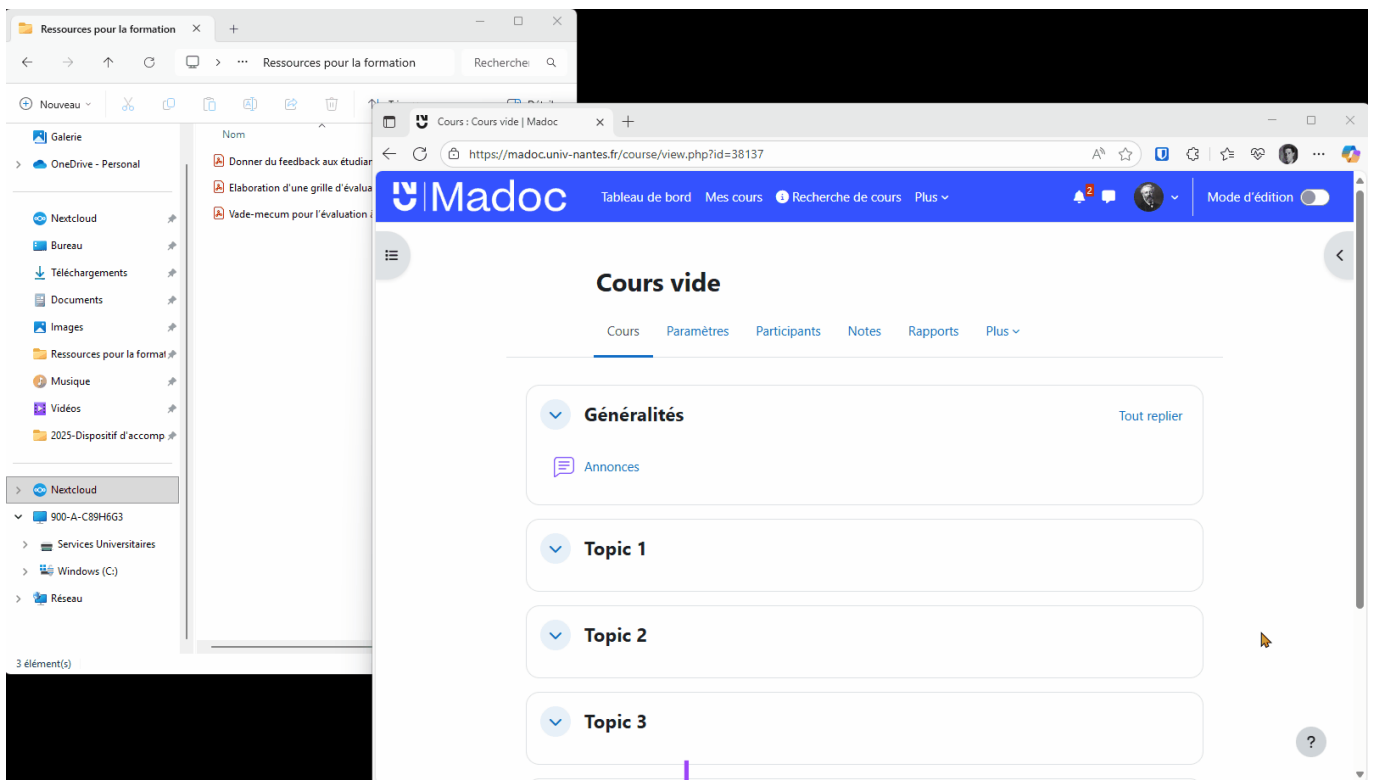 Ressources pour la formation
Ressources pour la formation
Rechercher
Nouveau
Galerie
OneDrive - Personal
Nextcloud
Bureau
Téléchargements
Documents
Images
Ressources pour la format
Musique
Vidéos
2025-Dispositif d'accomp
Nextcloud
900-A-C89H6G3
Services Universitaires
Windows (C:)
Réseau
3 élément(s)
Nom
Donner du feedback aux étudian
Elaboration d'une grille d'évalua
Vade-mecum pour l'évaluation
Cours : Cours vide | Madoc
https://madoc.univ-nantes.fr/course/view.php?id=38137
Madoc
Tableau de bord Mes cours Recherche de cours Plus
2
Mode d'édition
Cours vide
Cours Paramètres Participants Notes Rapports Plus
Généralités
Tout replier
Annonces
Topic 1
Topic 2
Topic 3
?